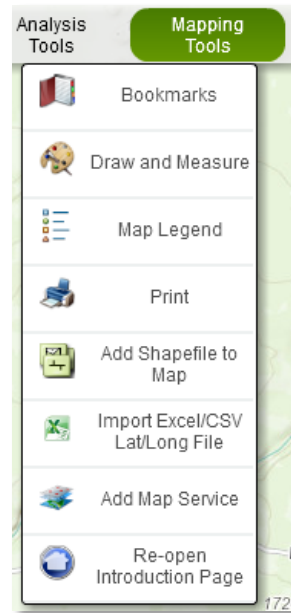 Analysis
Tools
Mapping
Tools
Bookmarks
Draw and Measure
Map Legend
Print
Add Shapefile to
Map
Import Excel/CSV
Lat/Long File
Add Map Service
Re-open
Introduction Page
172